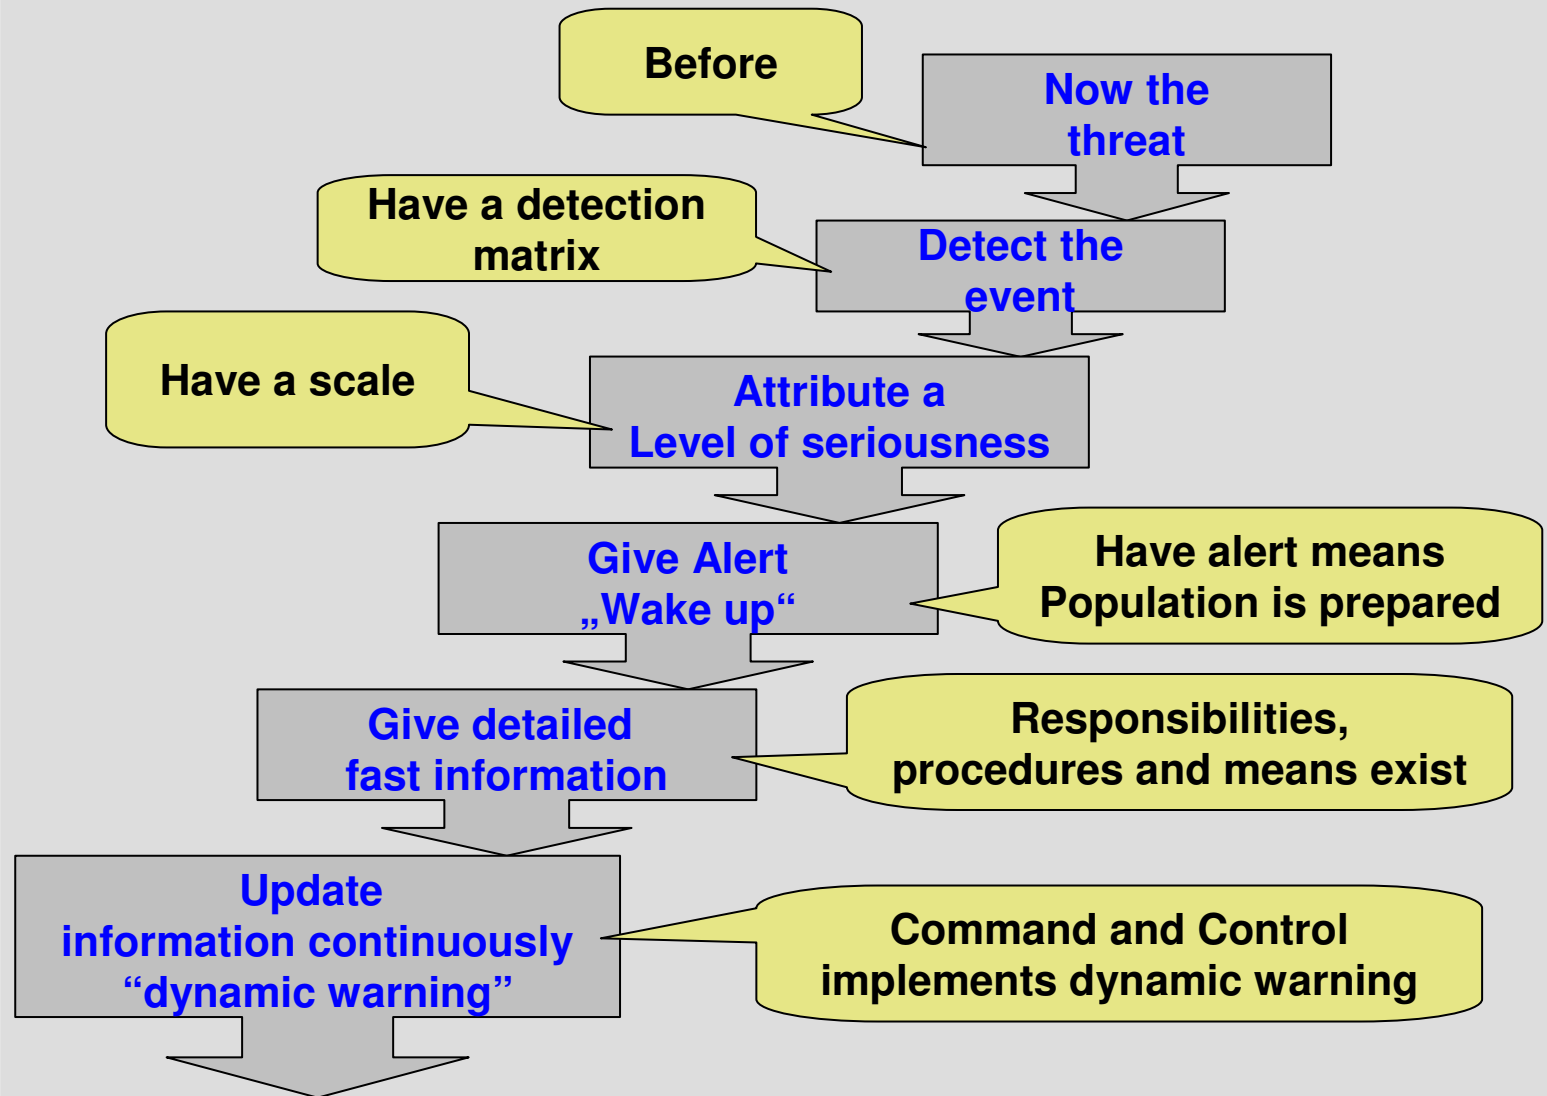 Before
Now the
threat
Have a detection
matrix
Detect the
event
Have a scale
Attribute a
Level of seriousness
Give Alert
„Wake up“
Have alert means
Population is prepared
Give detailed
fast information
Responsibilities,
procedures and means exist
Update
information continuously
“dynamic warning”
Command and Control
implements dynamic warning